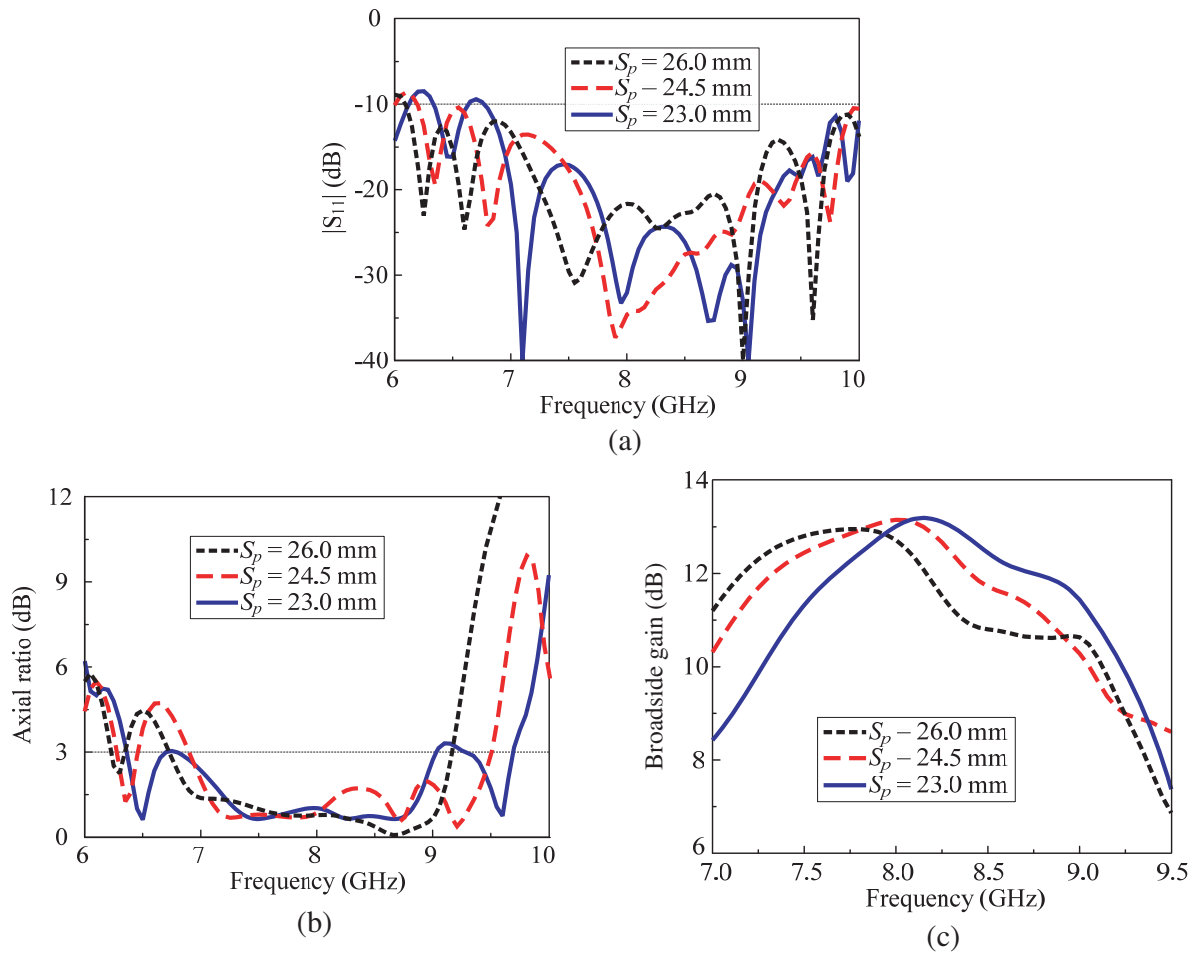 0
-10
-20
-30
-40
|S11| (dB)
Sp = 26.0 mm
Sp – 24.5 mm
Sp = 23.0 mm
6 7 8 9 10
Frequency (GHz)
(a)
12
9
6
3
0
Axial ratio (dB)
Sp = 26.0 mm
Sp = 24.5 mm
Sp = 23.0 mm
6 7 8 9 10
Frequency (GHz)
(b)
14
12
10
8
6
Broadside gain (dB)
Sp – 26.0 mm
Sp – 24.5 mm
Sp = 23.0 mm
7.0 7.5 8.0 8.5 9.0 9.5
Frequency (GHz)
(c)